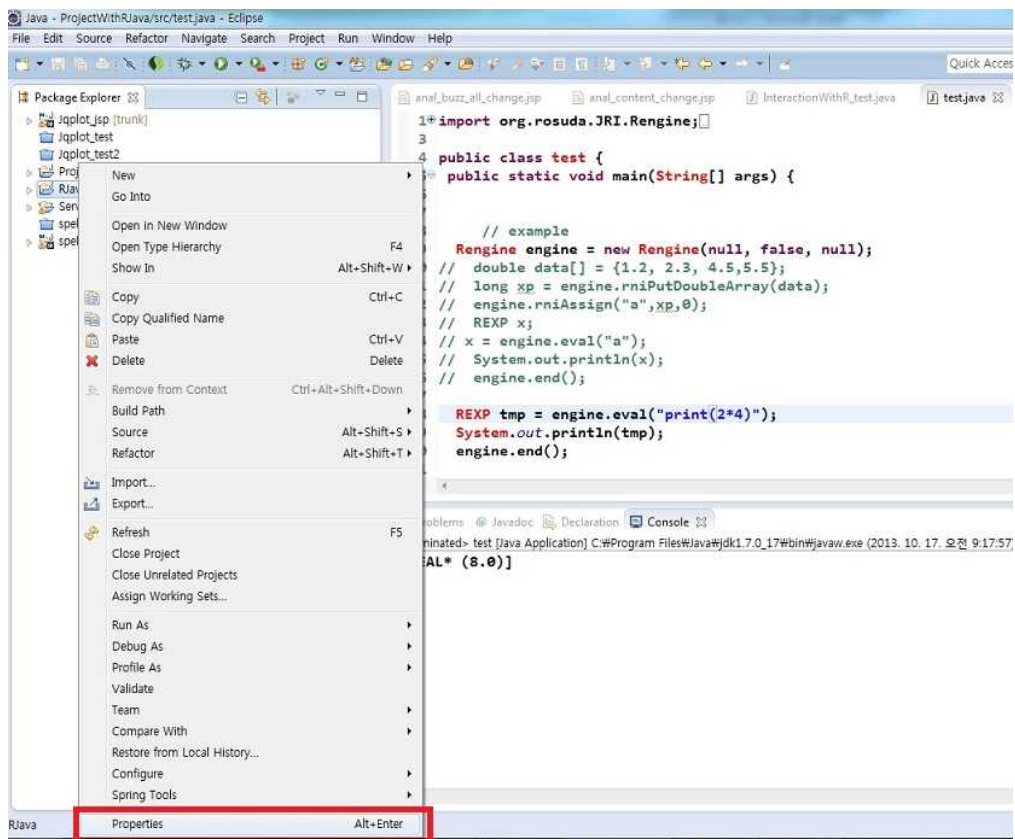 Java - ProjectWithRJava/src/test.java - Eclipse
File Edit Source Refactor Navigate Search Project Run Window Help
Quick Acces
Package Explorer
Jqplot_jsp [trunk]
Jqplot_test
Jqplot_test2
Proj
RJav
Serv
spel
spel
New
Go Into
Open in New Window
Open Type Hierarchy F4
Show In Alt+Shift+W
Copy Ctrl+C
Copy Qualified Name
Paste Ctrl+V
Delete Delete
Remove from Context Ctrl+Alt+Shift+Down
Build Path
Source Alt+Shift+S
Refactor Alt+Shift+T
Import...
Export...
Refresh F5
Close Project
Close Unrelated Projects
Assign Working Sets...
Run As
Debug As
Profile As
Validate
Team
Compare With
Restore from Local History...
Configure
Spring Tools
Properties Alt+Enter
RJava
anal_buzz_all_change.jsp anal_content_change.jsp InteractionWithR_test.java test.java
1 import org.rosuda.JRI.Rengine;
3
4 public class test {
public static void main(String[] args) {
// example
Rengine engine = new Rengine(null, false, null);
// double data[] = {1.2, 2.3, 4.5,5.5};
// long xp = engine.rniPutDoubleArray(data);
// engine.rniAssign("a",xp,0);
// REXP x;
// x = engine.eval("a");
// System.out.println(x);
// engine.end();
REXP tmp = engine.eval("print(2*4)");
System.out.println(tmp);
engine.end();
oblems Javadoc Declaration Console
minated> test [Java Application] C:₩Program Files₩Java₩jdk1.7.0_17₩bin₩javaw.exe (2013. 10. 17. 오전 9:17:57)
EAL* (8.0)]